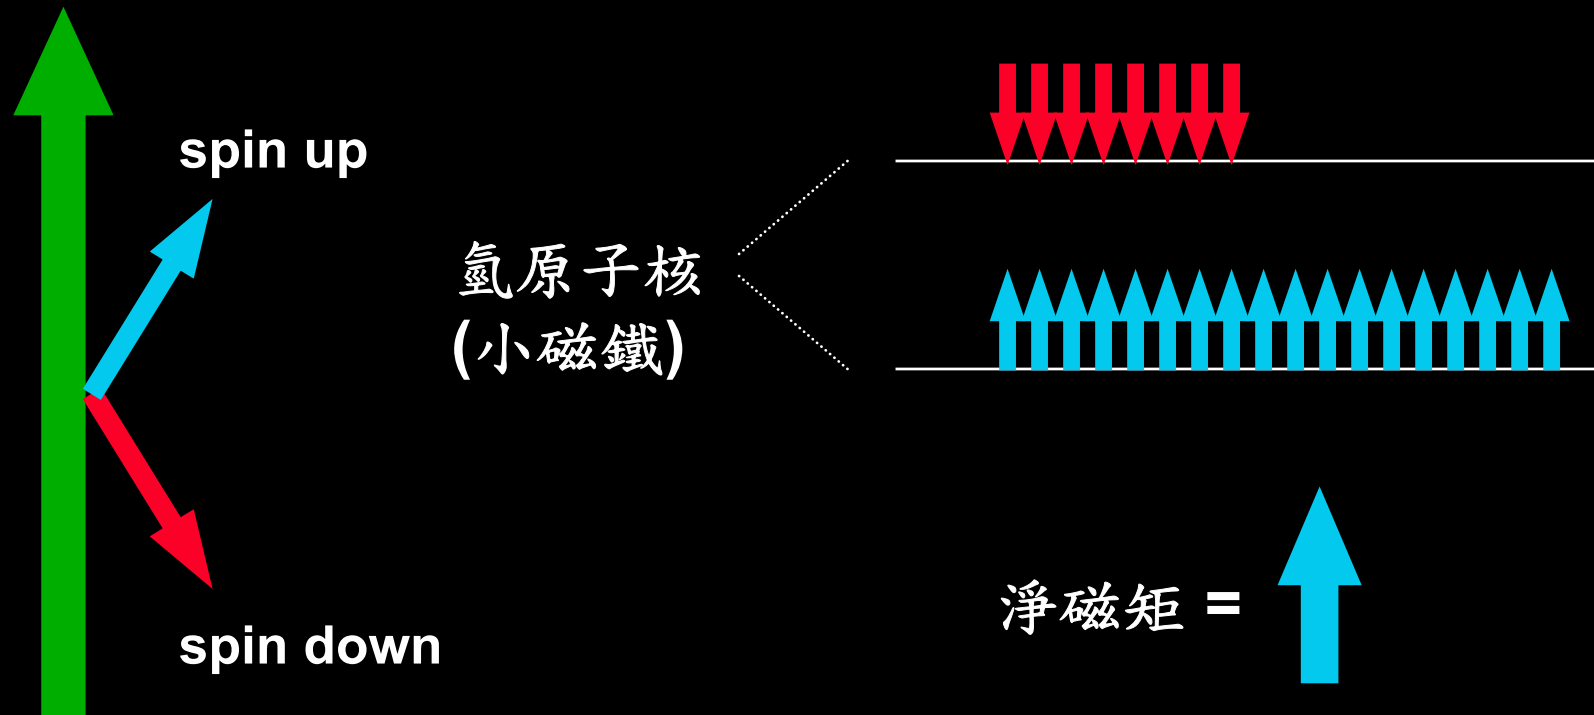 spin up
氫原子核
(小磁鐵)
淨磁矩 =
spin down